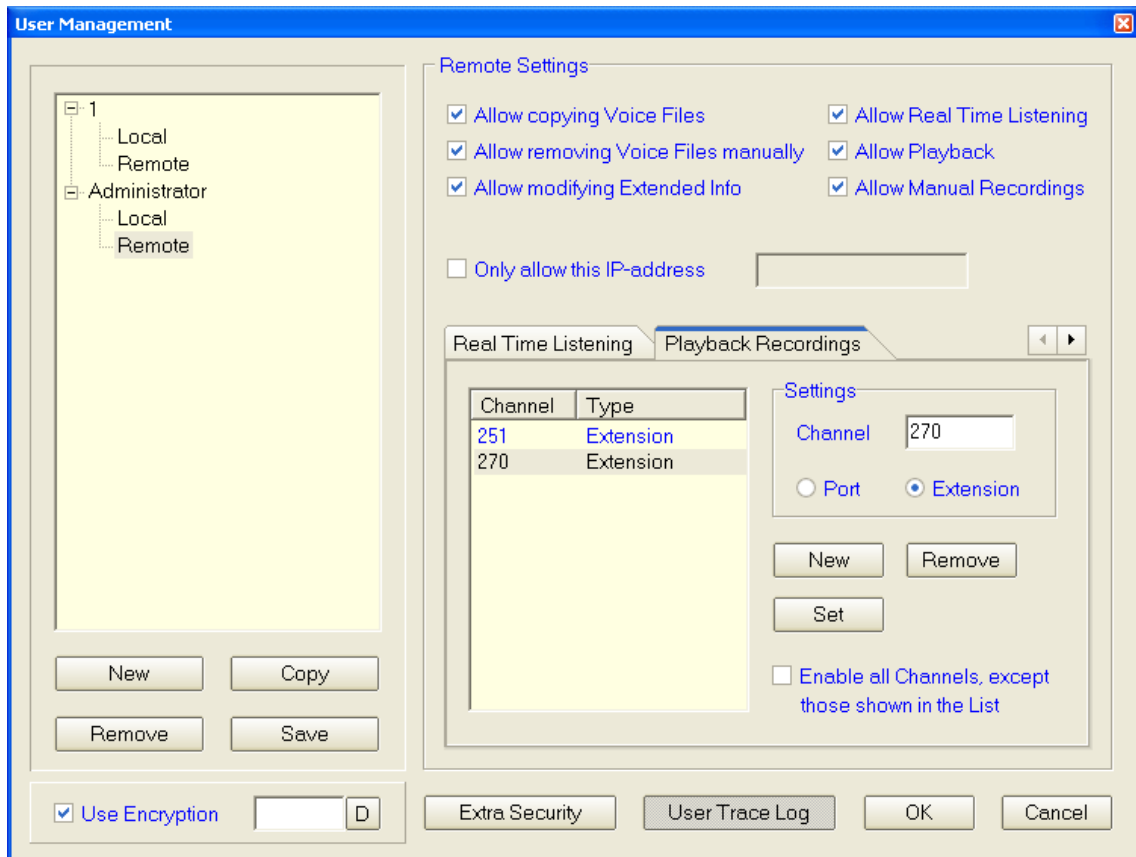 User Management
1
Local
Remote
Administrator
Local
Remote
New
Copy
Remove
Save
Use Encryption
D
Remote Settings
Allow copying Voice Files
Allow Real Time Listening
Allow removing Voice Files manually
Allow Playback
Allow modifying Extended Info
Allow Manual Recordings
Only allow this IP-address
Real Time Listening
Playback Recordings
Channel Type
251 Extension
270 Extension
Settings
Channel 270
Port
Extension
New
Remove
Set
Enable all Channels, except
those shown in the List
Extra Security
User Trace Log
OK
Cancel